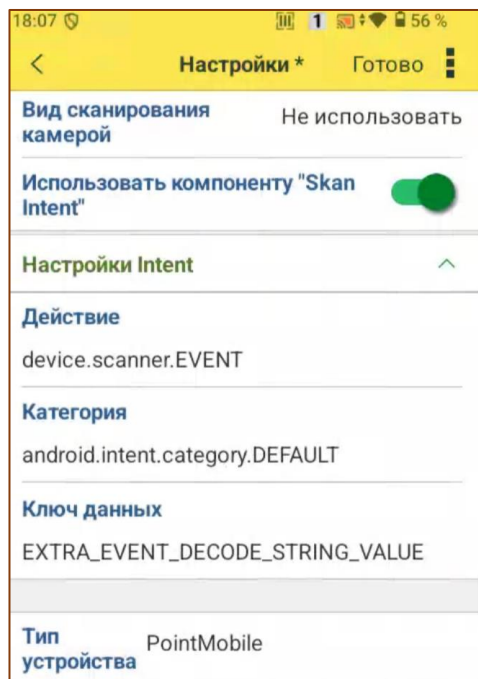 18:07 1 56 %
Настройки * Готово
Вид сканирования
камерой
Не использовать
Использовать компоненту "Skan
Intent"
Настройки Intent
Действие
device.scanner.EVENT
Категория
android.intent.category.DEFAULT
Ключ данных
EXTRA_EVENT_DECODE_STRING_VALUE
Тип
устройства
PointMobile